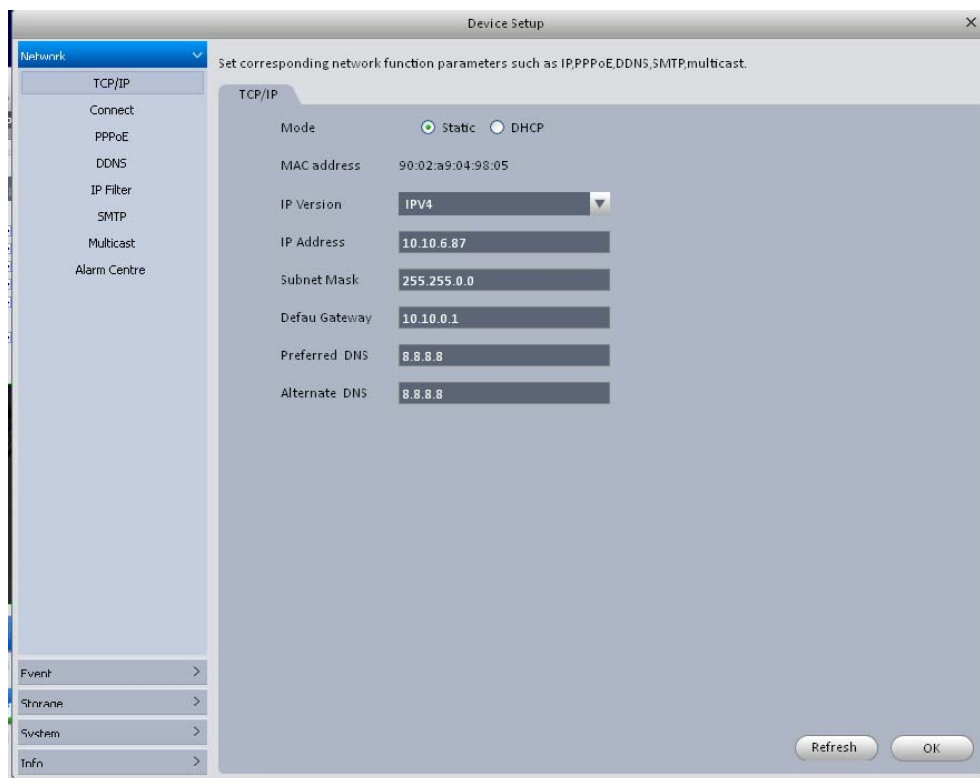 Device Setup
Network
TCP/IP
Connect
PPPoE
DDNS
IP Filter
SMTP
Multicast
Alarm Centre
Event
Storage
System
Info
Set corresponding network function parameters such as IP,PPPoE,DDNS,SMTP,multicast.
TCP/IP
Mode Static DHCP
MAC address 90:02:a9:04:98:05
IP Version IPV4
IP Address 10.10.6.87
Subnet Mask 255.255.0.0
Defau Gateway 10.10.0.1
Preferred DNS 8.8.8.8
Alternate DNS 8.8.8.8
Refresh OK